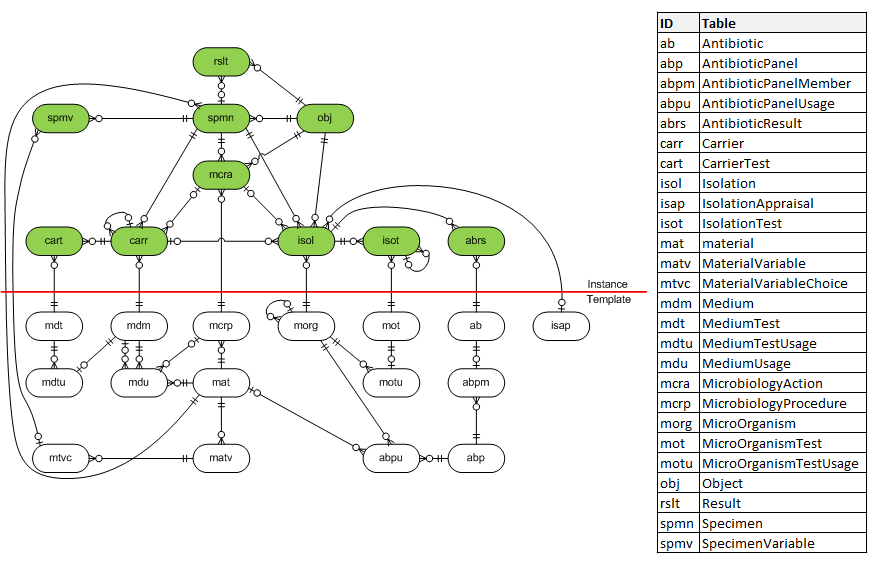 rslt
spmv
spmn
obj
mcra
cart
carr
isol
isot
abrs
Instance
Template
mdt
mdm
mcrp
morg
mot
ab
isap
mdtu
mdu
mat
motu
abpm
mtvc
matv
abpu
abp
ID Table
ab Antibiotic
abp AntibioticPanel
abpm AntibioticPanelMember
abpu AntibioticPanelUsage
abrs AntibioticResult
carr Carrier
cart CarrierTest
isol Isolation
isap IsolationAppraisal
isot IsolationTest
mat material
matv MaterialVariable
mtvc MaterialVariableChoice
mdm Medium
mdt MediumTest
mdtu MediumTestUsage
mdu MediumUsage
mcra MicrobiologyAction
mcrp MicrobiologyProcedure
morg MicroOrganism
mot MicroOrganismTest
motu MicroOrganismTestUsage
obj Object
rslt Result
spmn Specimen
spmv SpecimenVariable